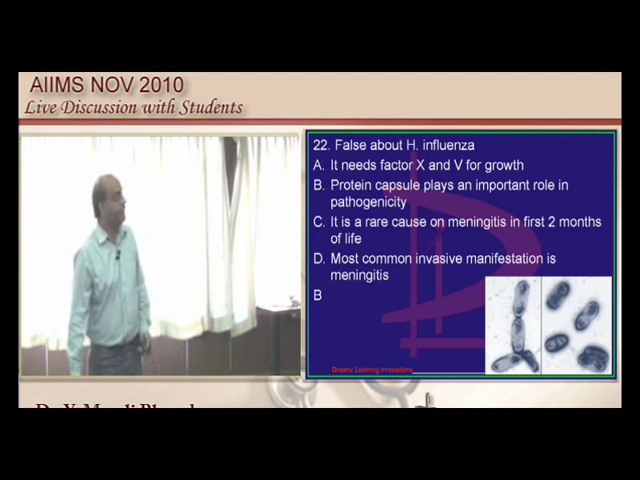 AIIMS NOV 2010
Live Discussion with Students
22. False about H. influenza
A. It needs factor X and V for growth
B. Protein capsule plays an important role in
pathogenicity
C. It is a rare cause on meningitis in first 2 months
of life
D. Most common invasive manifestation is
meningitis
B
Learning Innovations